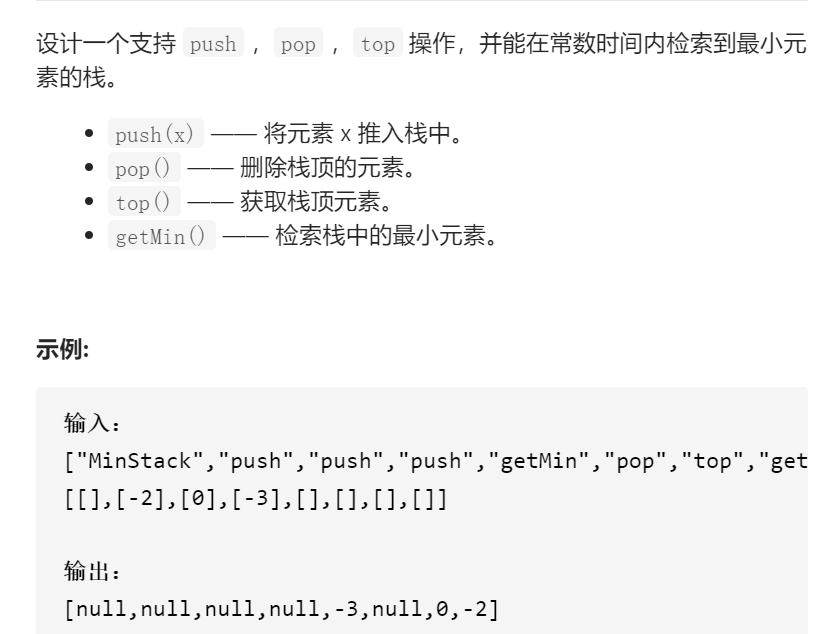 设计一个支持 push ，pop ，top 操作，并能在常数时间内检索到最小元
素的栈。
push(x) —— 将元素 x 推入栈中。
pop() —— 删除栈顶的元素。
top() —— 获取栈顶元素。
getMin() —— 检索栈中的最小元素。
示例:
输入：
["MinStack","push","push","push","getMin","pop","top","get
[[],[-2],[0],[-3],[],[],[],[]]
输出：
[null,null,null,null,-3,null,0,-2]